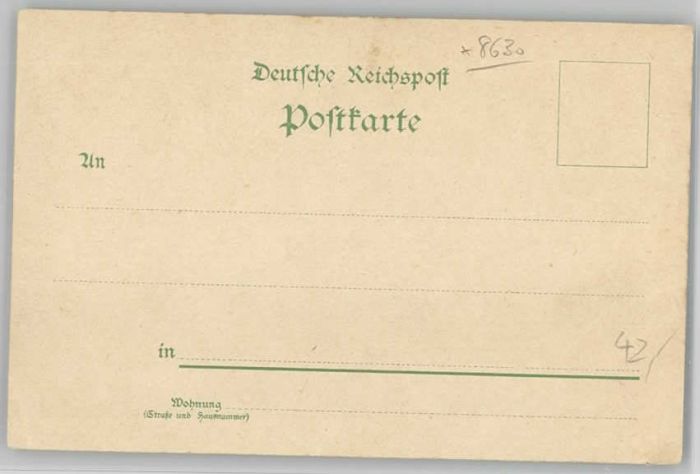 * 8630
Deutsche Reichspost
Postkarte
An
in
42/
Wohnung
(Straße und Hausnummer)